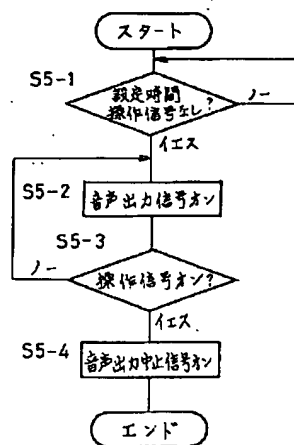 スタート
S5-1
設定時間
操作信号なし?
ノー
イエス
S5-2
音声出力信号オン
S5-3
ノー
操作信号オン?
イエス
S5-4
音声出力中止信号オン
エンド